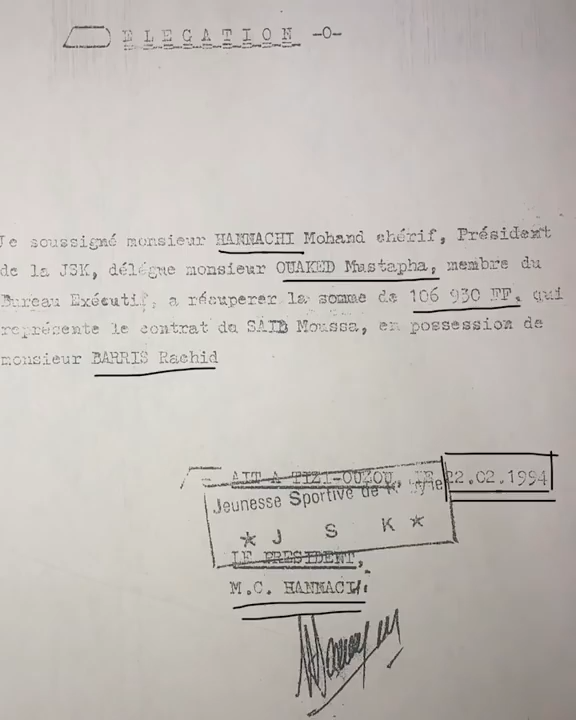 DELEGATION -O-
Je soussigné monsieur HANNACHI Mohand chérif, Président
de la JSK, délégue monsieur OUAKED Mustapha, membre du
Bureau Exécutif, a récuperer la somme de 106 930 FF, qui
représente le contrat de SAIB Moussa, en possession de
monsieur BARRIS Rachid
FAIT A TIZI-OUZOU, LE 22.02.1994
Jeunesse Sportive de Kabylie
* J S K *
LE PRESIDENT,
M.C. HANNACHI